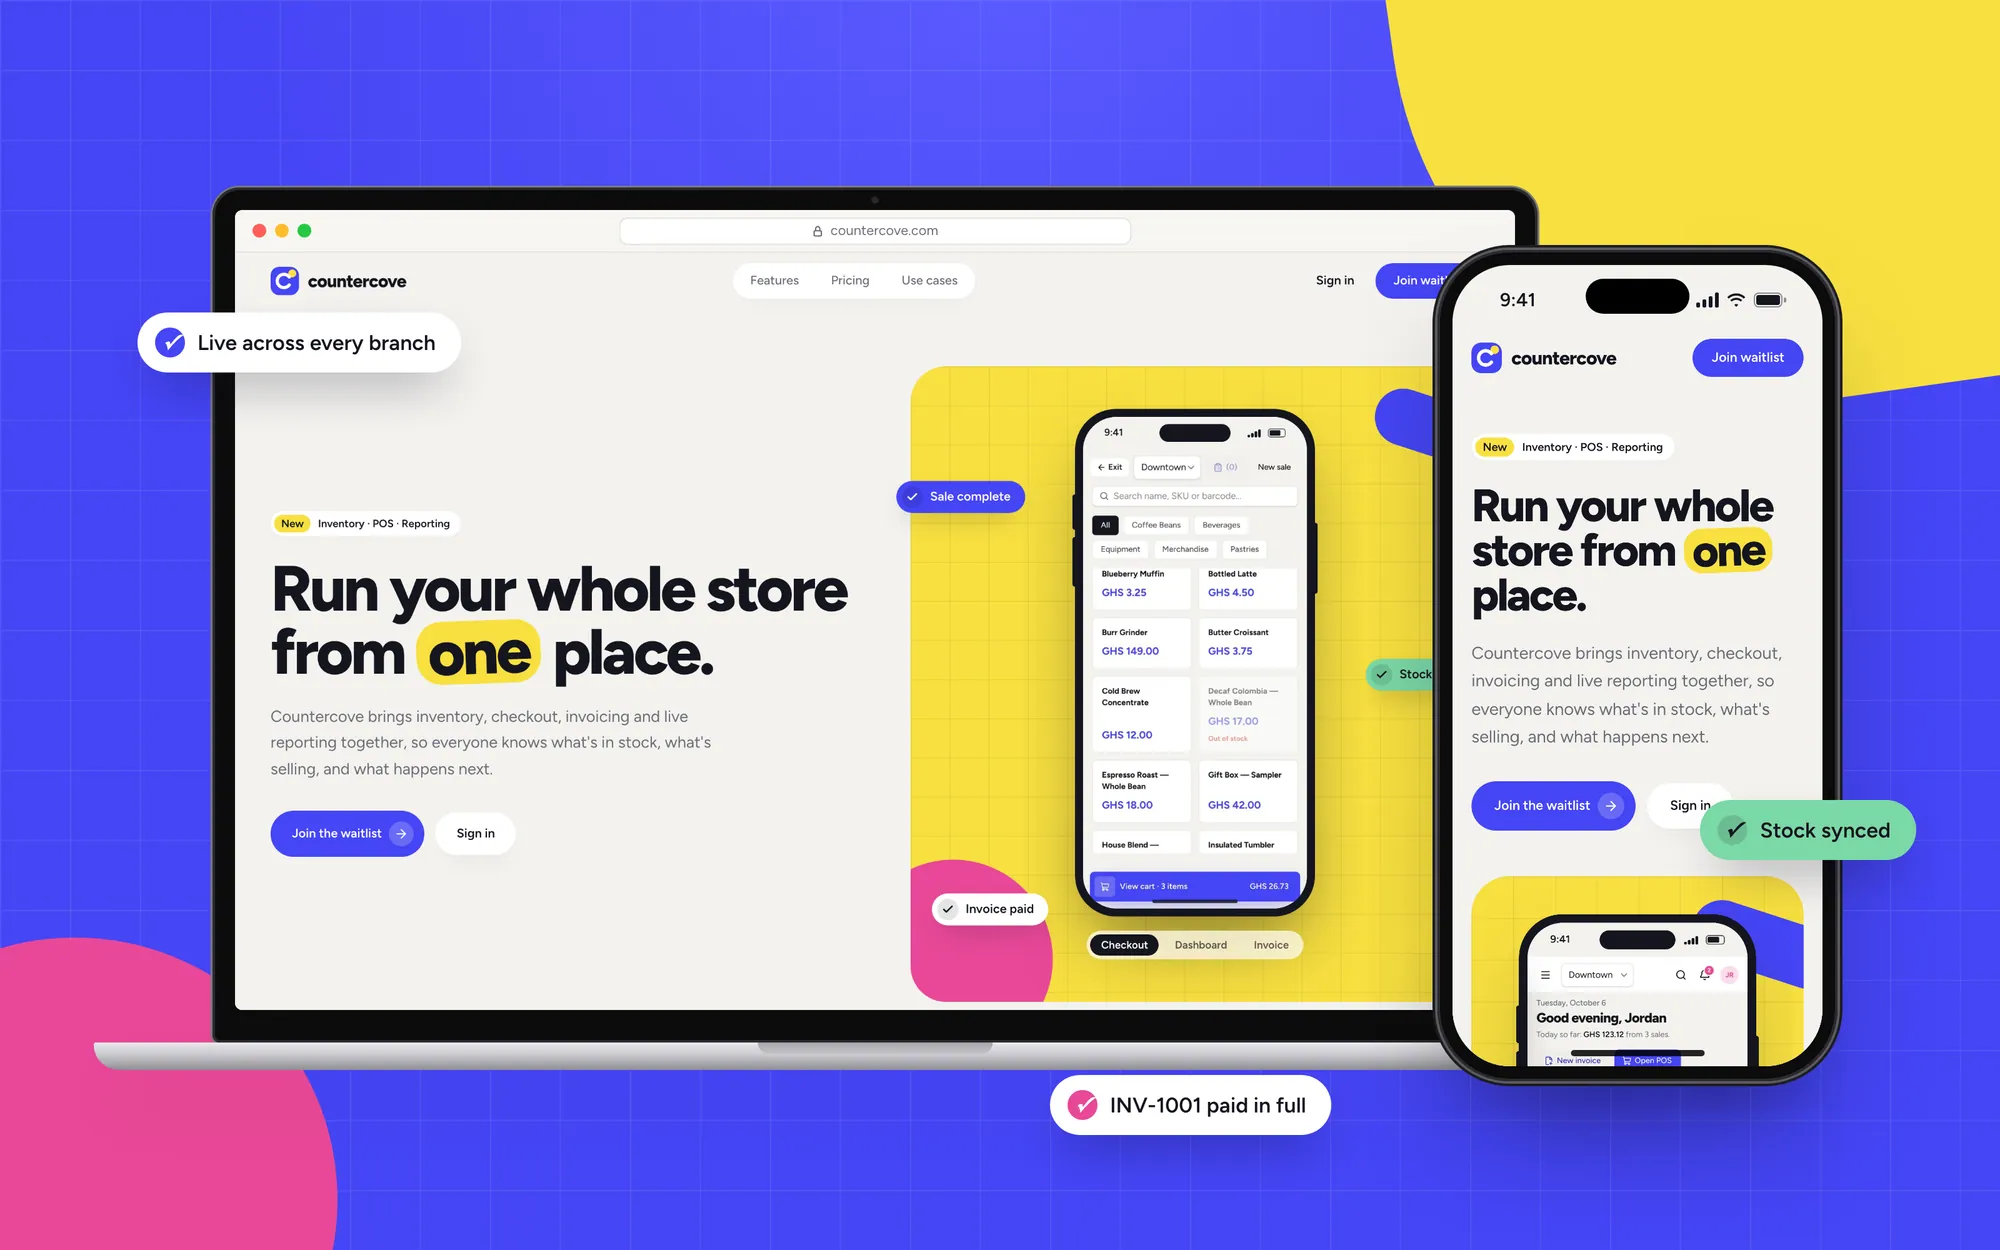 countercove.com
countercove
Features
Pricing
Use cases
Sign in
Join wait
Live across every branch
New
Inventory · POS · Reporting
Run your whole store
from one place.
Countercove brings inventory, checkout, invoicing and live
reporting together, so everyone knows what's in stock, what's
selling, and what happens next.
Join the waitlist
Sign in
Sale complete
9:41
Exit
Downtown
(0)
New sale
Search name, SKU or barcode...
All
Coffee Beans
Beverages
Equipment
Merchandise
Pastries
Blueberry Muffin
GHS 3.25
Bottled Latte
GHS 4.50
Burr Grinder
GHS 149.00
Butter Croissant
GHS 3.75
Cold Brew
Concentrate
GHS 12.00
Decaf Colombia —
Whole Bean
GHS 17.00
Out of stock
Espresso Roast —
Whole Bean
GHS 18.00
Gift Box — Sampler
GHS 42.00
House Blend —
Insulated Tumbler
View cart · 3 items
GHS 26.73
Stock
Invoice paid
Checkout
Dashboard
Invoice
9:41
countercove
Join waitlist
New
Inventory · POS · Reporting
Run your whole
store from one
place.
Countercove brings inventory, checkout,
invoicing and live reporting together, so
everyone knows what's in stock, what's
selling, and what happens next.
Join the waitlist
Sign in
Stock synced
9:41
Downtown
2
JR
Tuesday, October 6
Good evening, Jordan
Today so far: GHS 123.12 from 3 sales.
New invoice
Open POS
INV-1001 paid in full